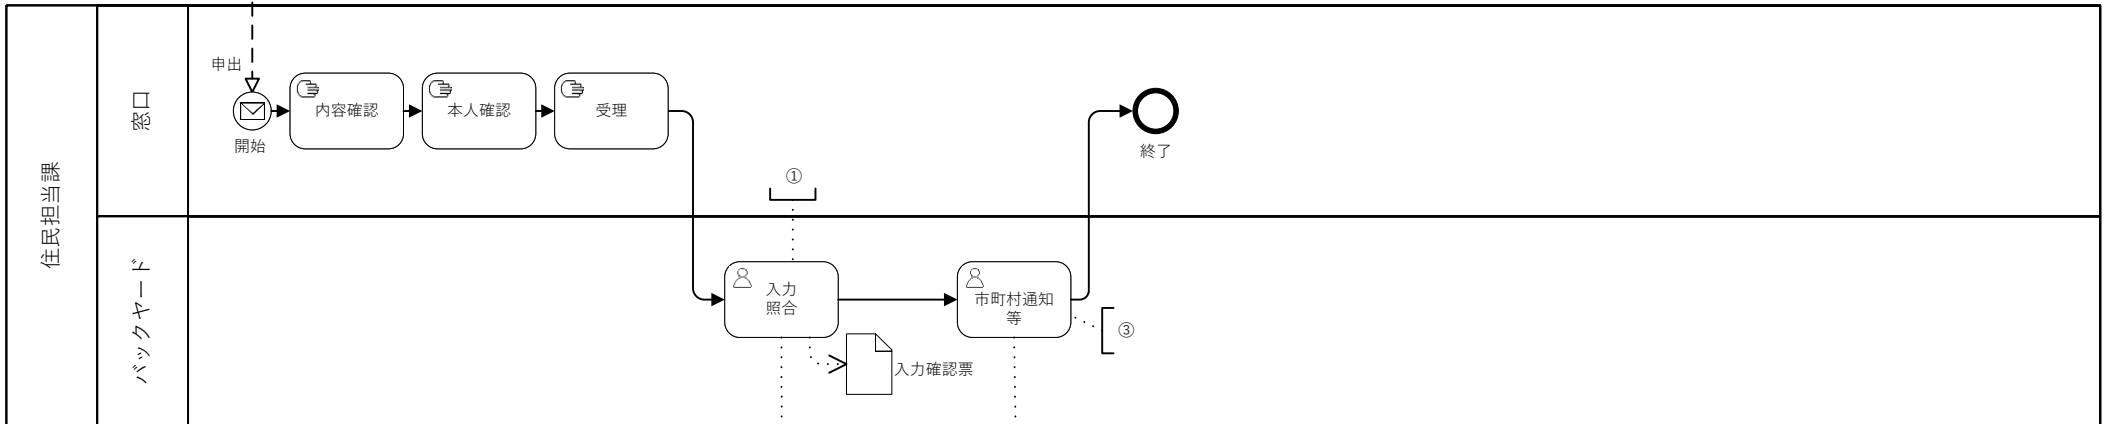 住民担当課
窓口
申出
開始
内容確認
本人確認
受理
①
終了
バックヤード
入力
照合
市町村通知
等
③
入力確認票